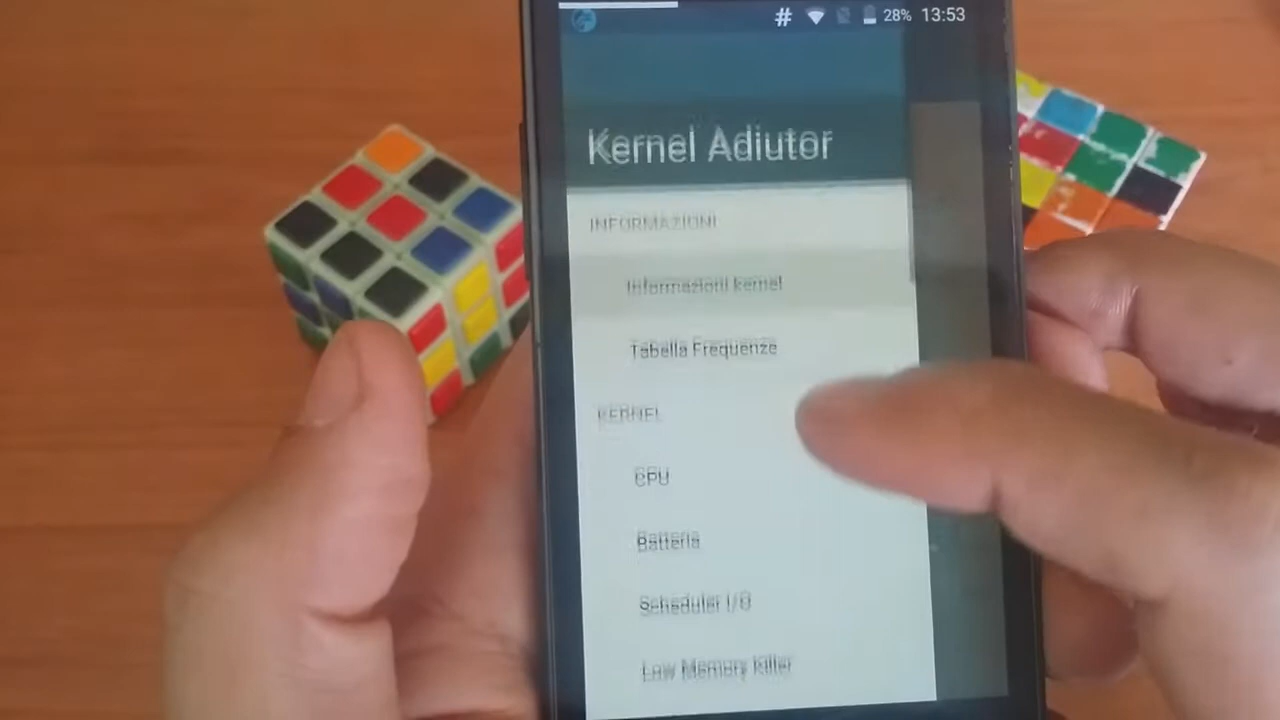 # 28% 13:53
Kernel Adiutor
INFORMAZIONI
Informazioni kernel
Tabella Frequenze
KERNEL
CPU
Batteria
Scheduler I/O
Low Memory Killer